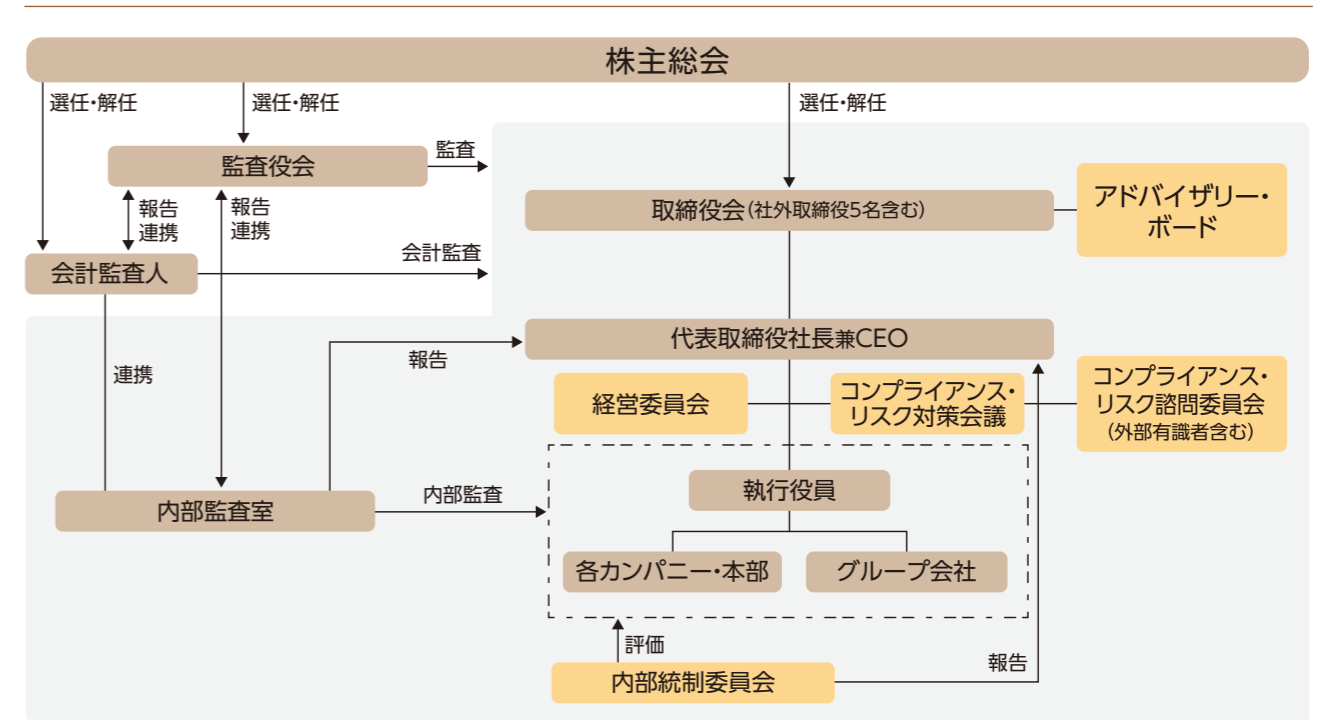 株主総会
選任・解任
選任・解任
選任・解任
監査役会
監査
取締役会(社外取締役5名含む)
アドバイザリー・
ボード
報告
連携
報告
連携
会計監査人
会計監査
代表取締役社長兼CEO
報告
連携
経営委員会
コンプライアンス・
リスク対策会議
コンプライアンス・
リスク諮問委員会
(外部有識者含む)
執行役員
内部監査室
内部監査
各カンパニー・本部
グループ会社
評価
内部統制委員会
報告